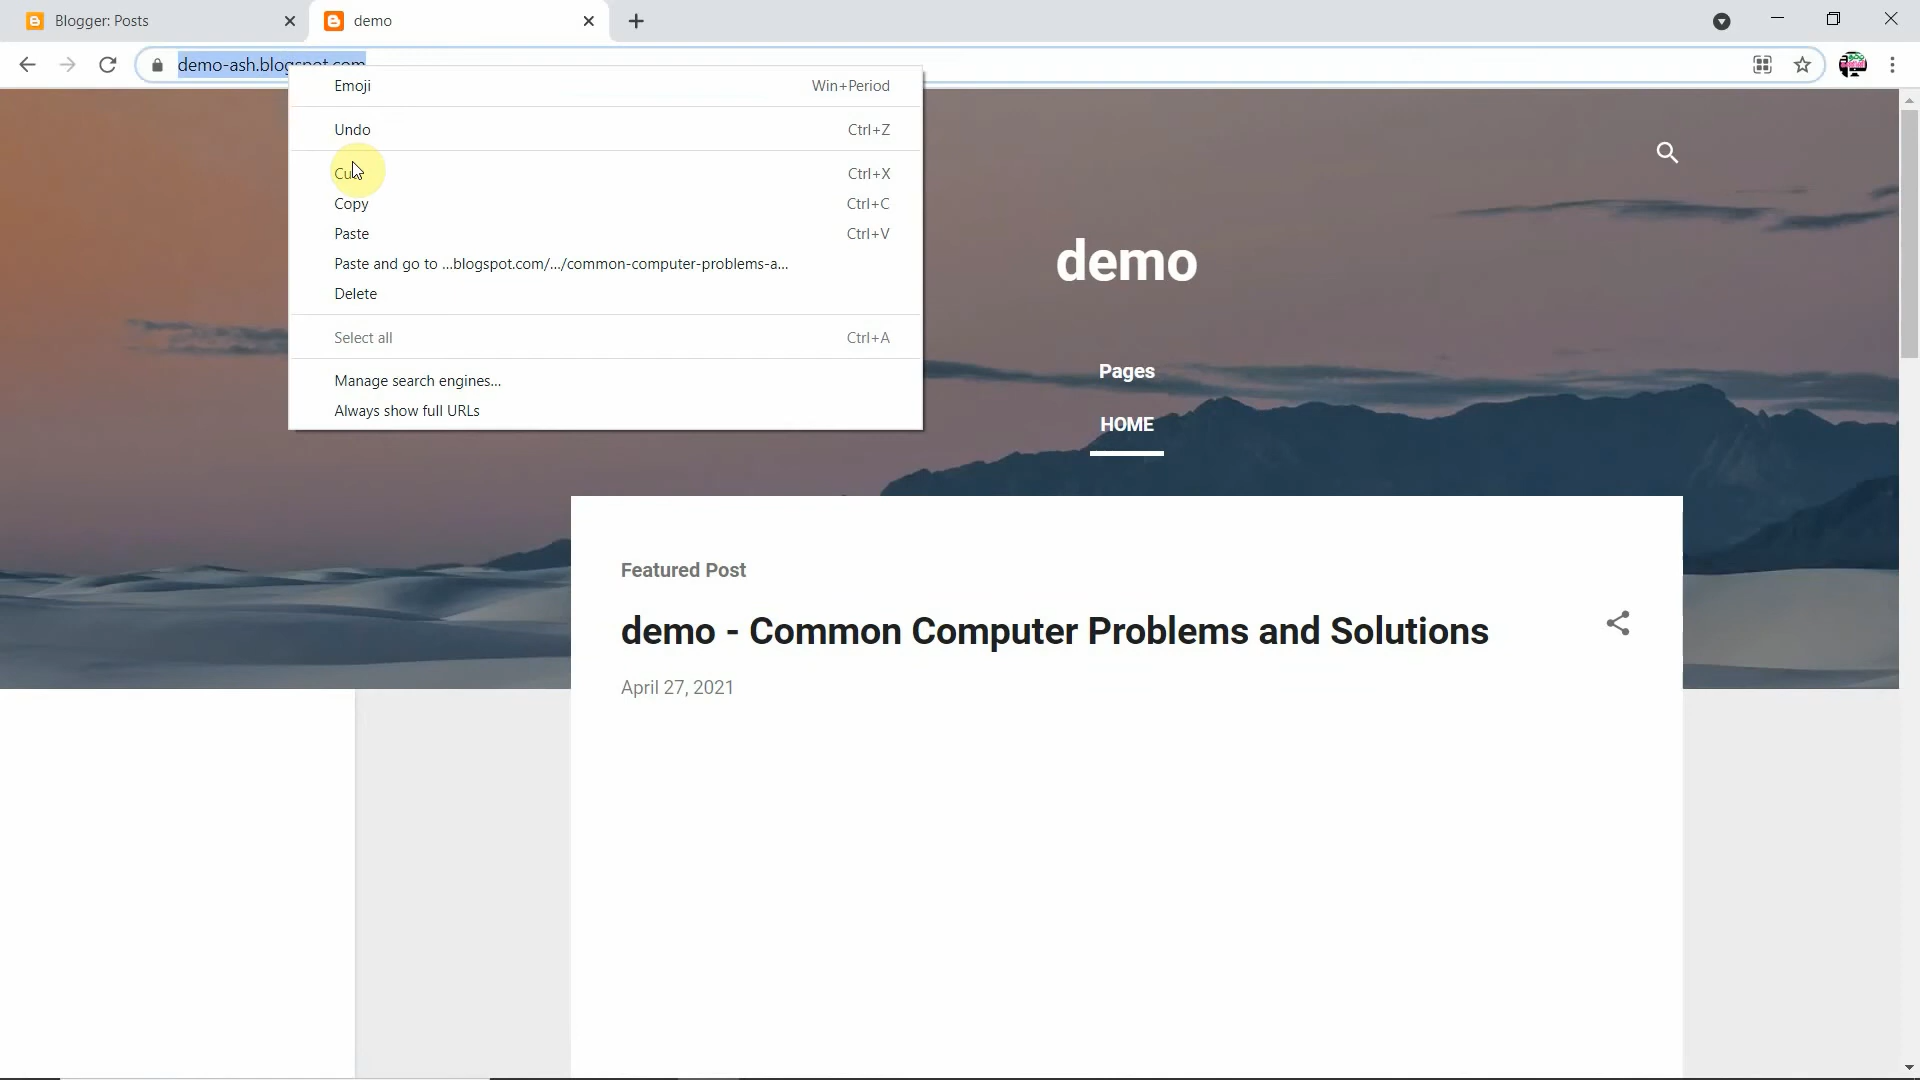 Blogger: Posts
demo
demo-ash.blogspot.com
Emoji Win+Period
Undo Ctrl+Z
Cut Ctrl+X
Copy Ctrl+C
Paste Ctrl+V
Paste and go to ...blogspot.com/.../common-computer-problems-a...
Delete
Select all Ctrl+A
Manage search engines...
Always show full URLs
demo
Pages
HOME
Featured Post
demo - Common Computer Problems and Solutions
April 27, 2021